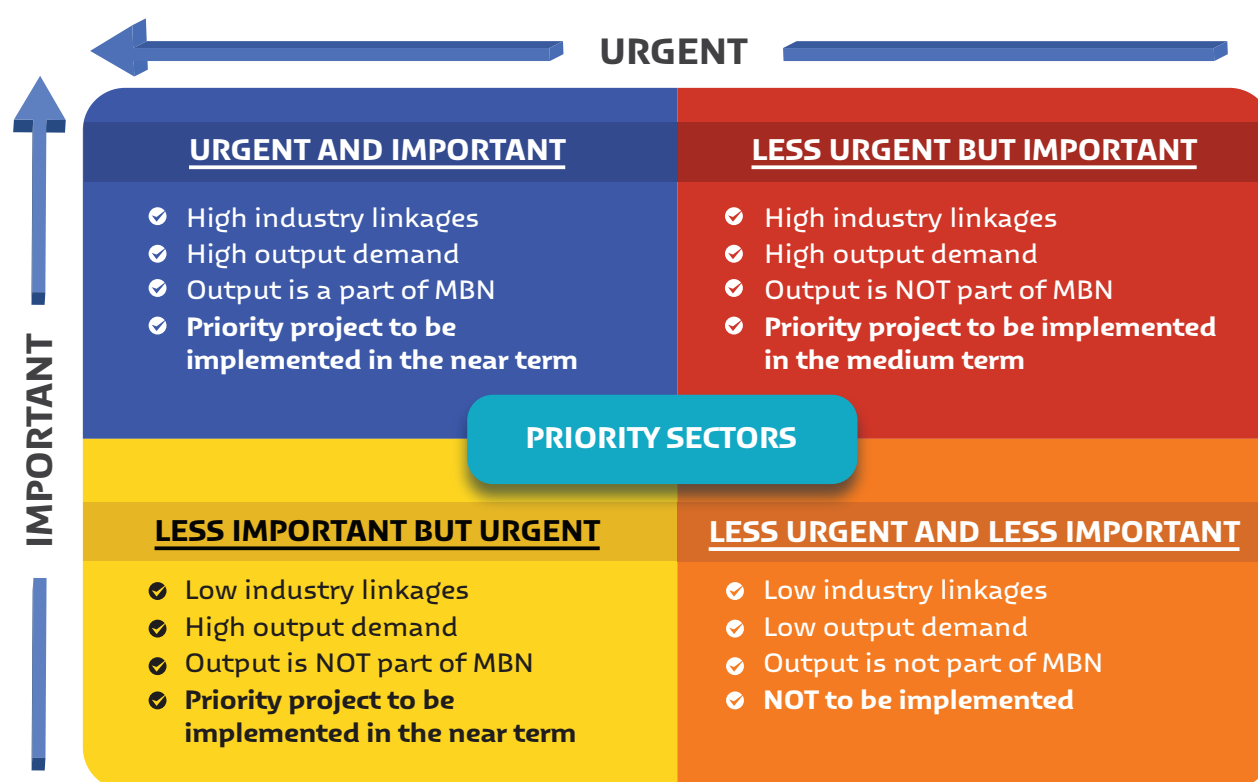 URGENT
IMPORTANT
URGENT AND IMPORTANT
High industry linkages
High output demand
Output is a part of MBN
Priority project to be
implemented in the near term
LESS URGENT BUT IMPORTANT
High industry linkages
High output demand
Output is NOT part of MBN
Priority project to be implemented
in the medium term
PRIORITY SECTORS
LESS IMPORTANT BUT URGENT
Low industry linkages
High output demand
Output is NOT part of MBN
Priority project to be
implemented in the near term
LESS URGENT AND LESS IMPORTANT
Low industry linkages
Low output demand
Output is not part of MBN
NOT to be implemented